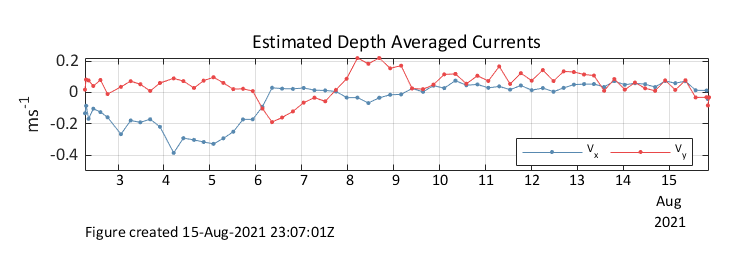 Estimated Depth Averaged Currents
ms-1
0.2
0
-0.2
-0.4
Vx Vy
3 4 5 6 7 8 9 10 11 12 13 14 15
Aug
2021
Figure created 15-Aug-2021 23:07:01Z